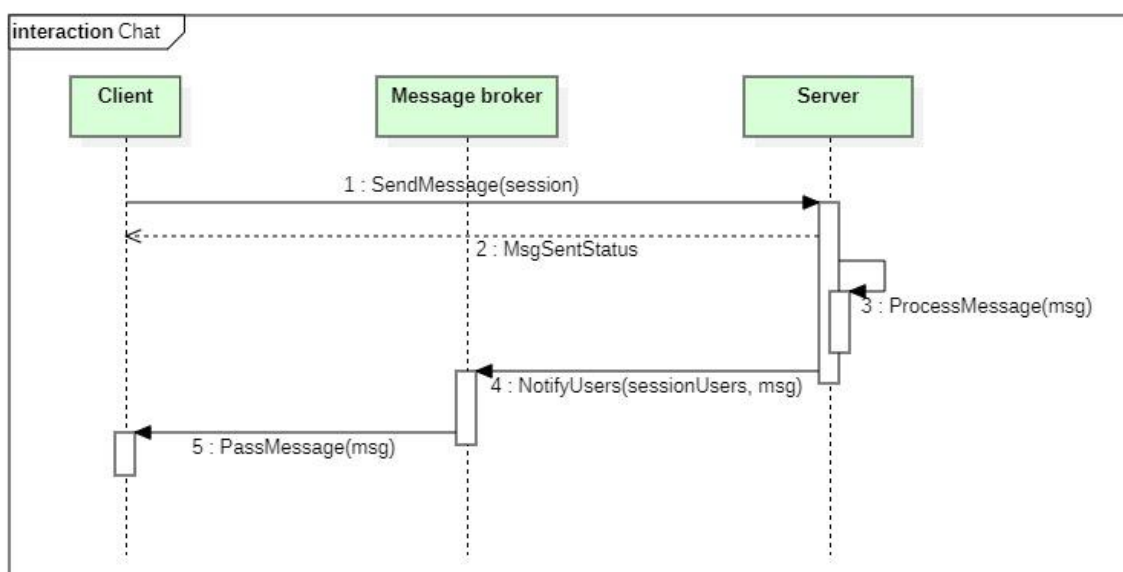 interaction Chat
Client
Message broker
Server
1 : SendMessage(session)
2 : MsgSentStatus
3 : ProcessMessage(msg)
4 : NotifyUsers(sessionUsers, msg)
5 : PassMessage(msg)